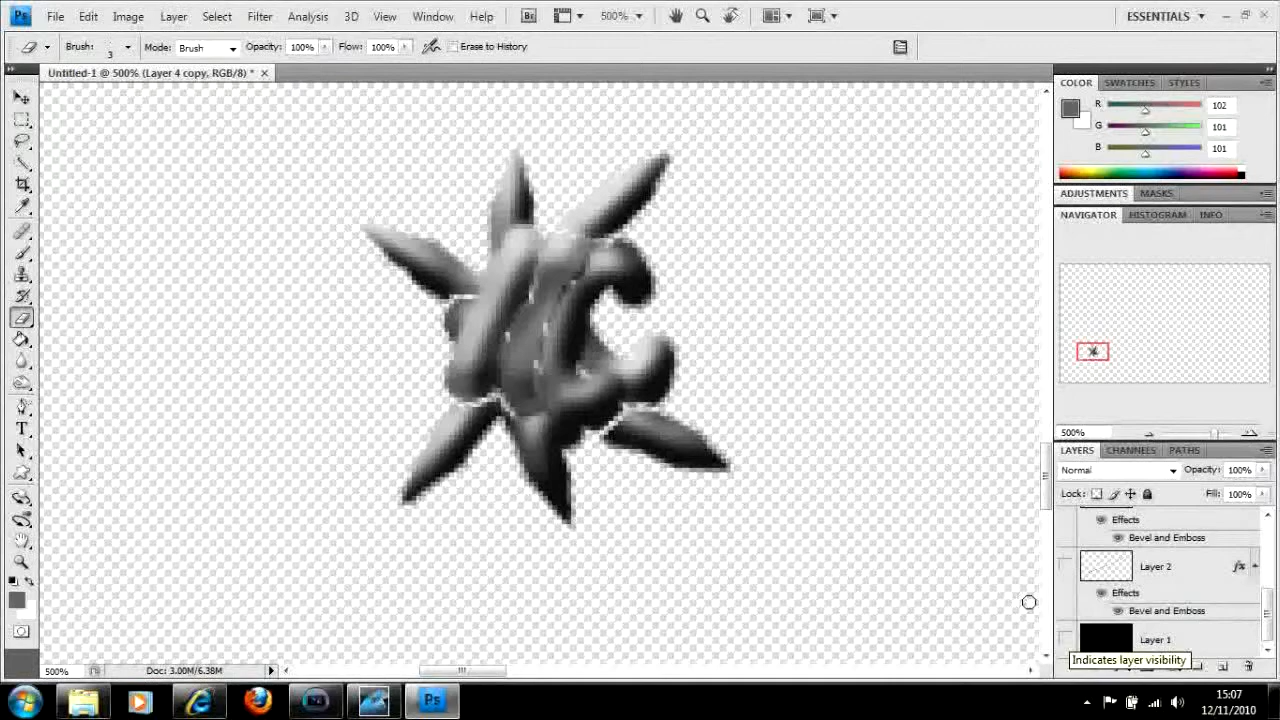 Ps File Edit Image Layer Select Filter Analysis 3D View Window Help Br 500% ESSENTIALS
Brush: 3 Mode: Brush Opacity: 100% Flow: 100% Erase to History
Untitled-1 @ 500% (Layer 4 copy, RGB/8) *
COLOR SWATCHES STYLES
R 102
G 101
B 101
ADJUSTMENTS MASKS
NAVIGATOR HISTOGRAM INFO
500%
LAYERS CHANNELS PATHS
Normal Opacity: 100%
Lock: Fill: 100%
Effects
Bevel and Emboss
Layer 2 fx
Effects
Bevel and Emboss
Layer 1
Indicates layer visibility
500% Doc: 3.00M/6.38M
Ps
15:07
12/11/2010